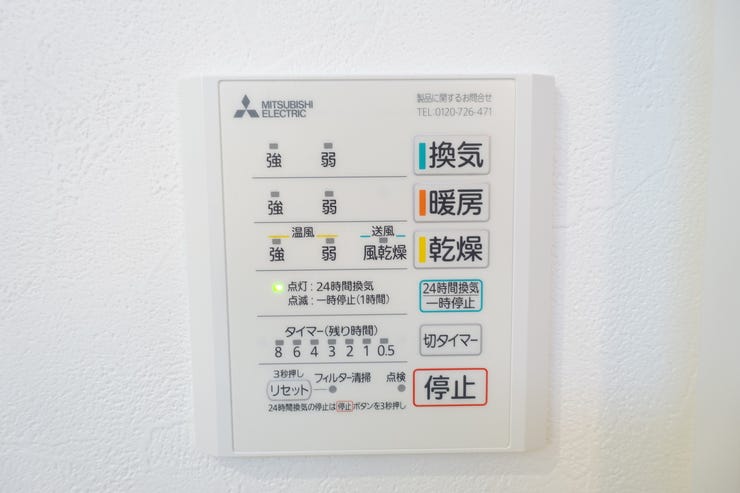 MITSUBISHI
ELECTRIC
製品に関するお問合せ
TEL:0120-726-471
強 弱 換気
強 弱 暖房
温風 送風
強 弱 風乾燥 乾燥
点灯:24時間換気
点滅:一時停止(1時間)
24時間換気
一時停止
タイマー(残り時間)
8 6 4 3 2 1 0.5
切タイマー
3秒押し
リセット フィルター清掃 点検
停止
24時間換気の停止は停止ボタンを3秒押し